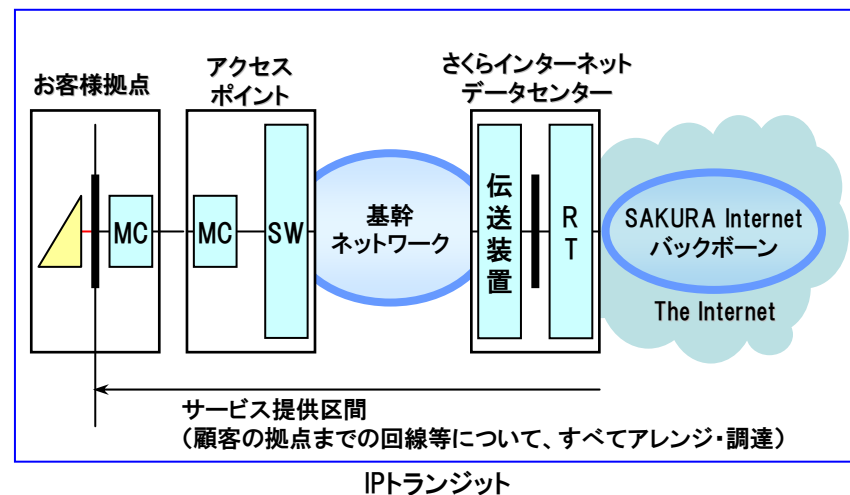 お客様拠点
アクセス
ポイント
さくらインターネット
データセンター
MC
MC
SW
基幹
ネットワーク
伝送装置
RT
SAKURA Internet
バックボーン
The Internet
サービス提供区間
（顧客の拠点までの回線等について、すべてアレンジ・調達）
IPトランジット